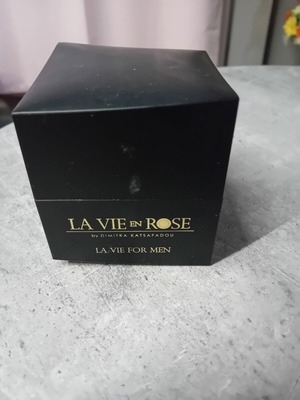 LA VIE EN ROSE
by DIMITRA KATSAFADOU
LA VIE FOR MEN